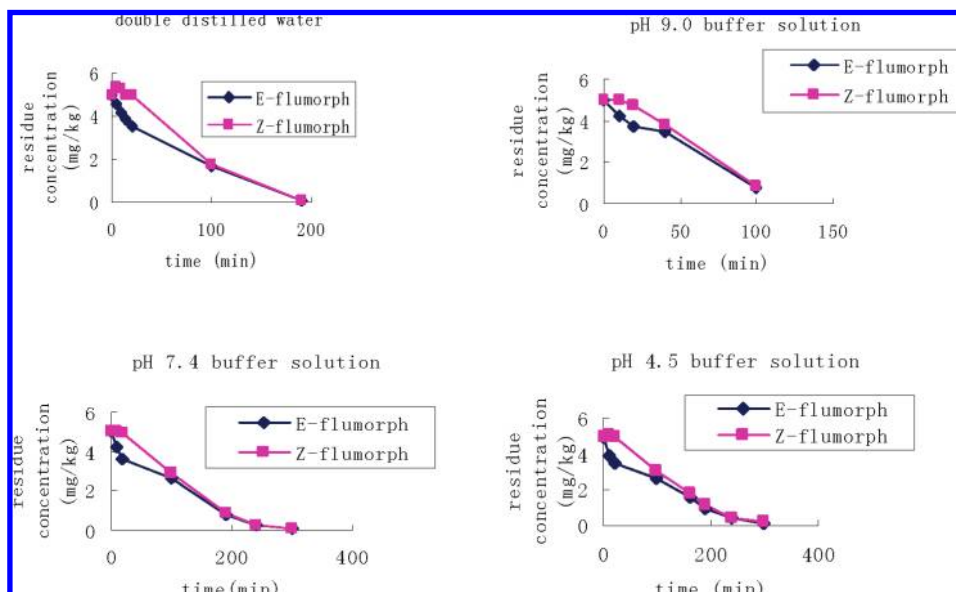 double distilled water
6
4
2
0
residue
concentration
(mg/kg)
E-flumorph
Z-flumorph
0 100 200
time (min)
pH 9.0 buffer solution
6
4
2
0
residue
concentration
(mg/kg)
E-flumorph
Z-flumorph
0 50 100 150
time (min)
pH 7.4 buffer solution
6
4
2
0
residue
concentration
(mg/kg)
E-flumorph
Z-flumorph
0 200 400
time(min)
pH 4.5 buffer solution
6
4
2
0
residue
concentration
(mg/kg)
E-flumorph
Z-flumorph
0 200 400
time (min)